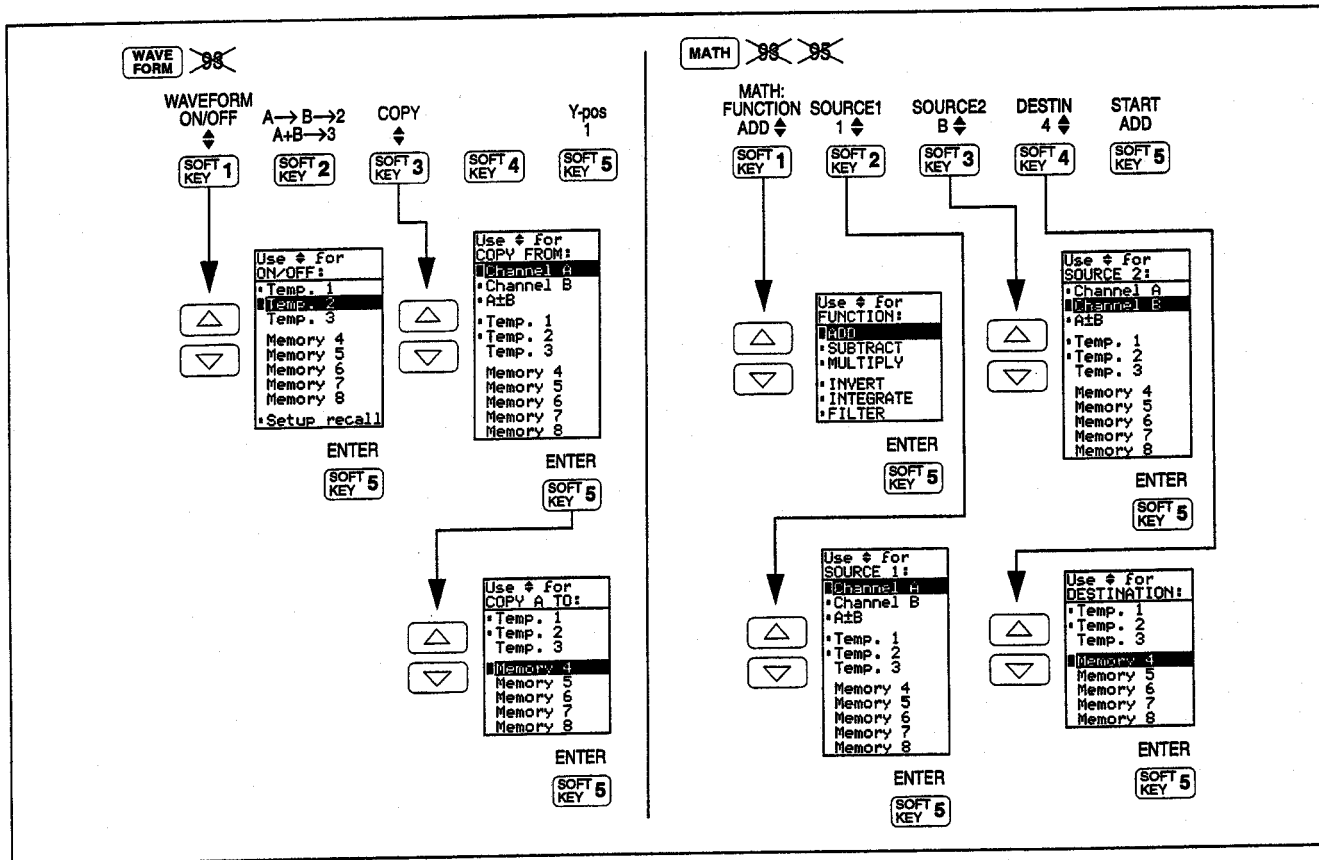 WAVE
FORM
93
WAVEFORM
ON/OFF
A→ B→2
A+B→3
COPY
Y-pos
1
SOFT
KEY 1
SOFT
KEY 2
SOFT
KEY 3
SOFT
KEY 4
SOFT
KEY 5
Use ♦ for
ON/OFF:
Temp. 1
Temp. 2
Temp. 3
Memory 4
Memory 5
Memory 6
Memory 7
Memory 8
Setup recall
ENTER
SOFT
KEY 5
Use ♦ for
COPY FROM:
Channel A
Channel B
A±B
Temp. 1
Temp. 2
Temp. 3
Memory 4
Memory 5
Memory 6
Memory 7
Memory 8
ENTER
SOFT
KEY 5
Use ♦ for
COPY A TO:
Temp. 1
Temp. 2
Temp. 3
Memory 4
Memory 5
Memory 6
Memory 7
Memory 8
ENTER
SOFT
KEY 5
MATH 93 95
MATH:
FUNCTION
ADD
SOURCE1
1
SOURCE2
B
DESTIN
4
START
ADD
SOFT
KEY 1
SOFT
KEY 2
SOFT
KEY 3
SOFT
KEY 4
SOFT
KEY 5
Use ♦ for
FUNCTION:
ADD
SUBTRACT
MULTIPLY
INVERT
INTEGRATE
FILTER
ENTER
SOFT
KEY 5
Use ♦ for
SOURCE 2:
Channel A
Channel B
A±B
Temp. 1
Temp. 2
Temp. 3
Memory 4
Memory 5
Memory 6
Memory 7
Memory 8
ENTER
SOFT
KEY 5
Use ♦ for
SOURCE 1:
Channel A
Channel B
A±B
Temp. 1
Temp. 2
Temp. 3
Memory 4
Memory 5
Memory 6
Memory 7
Memory 8
ENTER
SOFT
KEY 5
Use ♦ for
DESTINATION:
Temp. 1
Temp. 2
Temp. 3
Memory 4
Memory 5
Memory 6
Memory 7
Memory 8
ENTER
SOFT
KEY 5